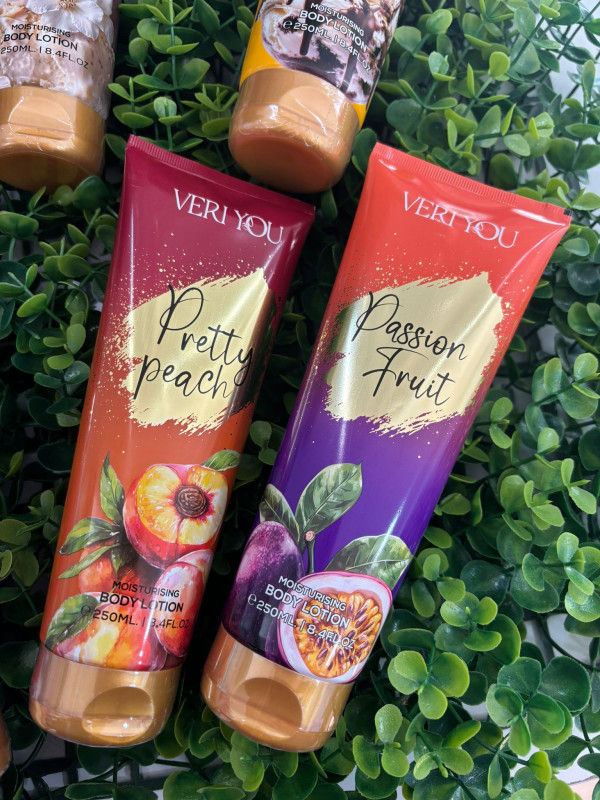 MOISTURISING
BODY LOTION
250ML. | 8.4FL.OZ
MOISTURISING
BODY LOTION
℮250ML. | 8.4FL.OZ
VERI YOU
Pretty
peach
MOISTURISING
BODY LOTION
℮250ML. | 8.4FL.OZ
VERI YOU
Passion
Fruit
MOISTURISING
BODY LOTION
℮250ML. | 8.4FL.OZ